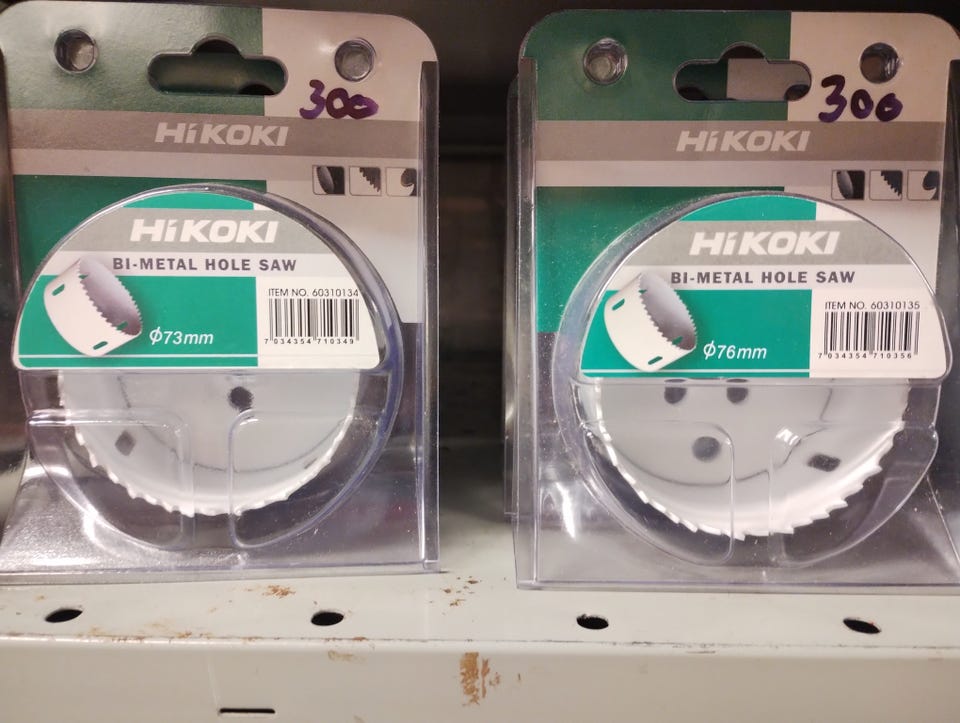 300
HiKOKI
HiKOKI
BI-METAL HOLE SAW
ITEM NO. 60310134
Φ73mm
7 034354 710349
300
HiKOKI
HiKOKI
BI-METAL HOLE SAW
ITEM NO. 60310135
Φ76mm
7 034354 710356